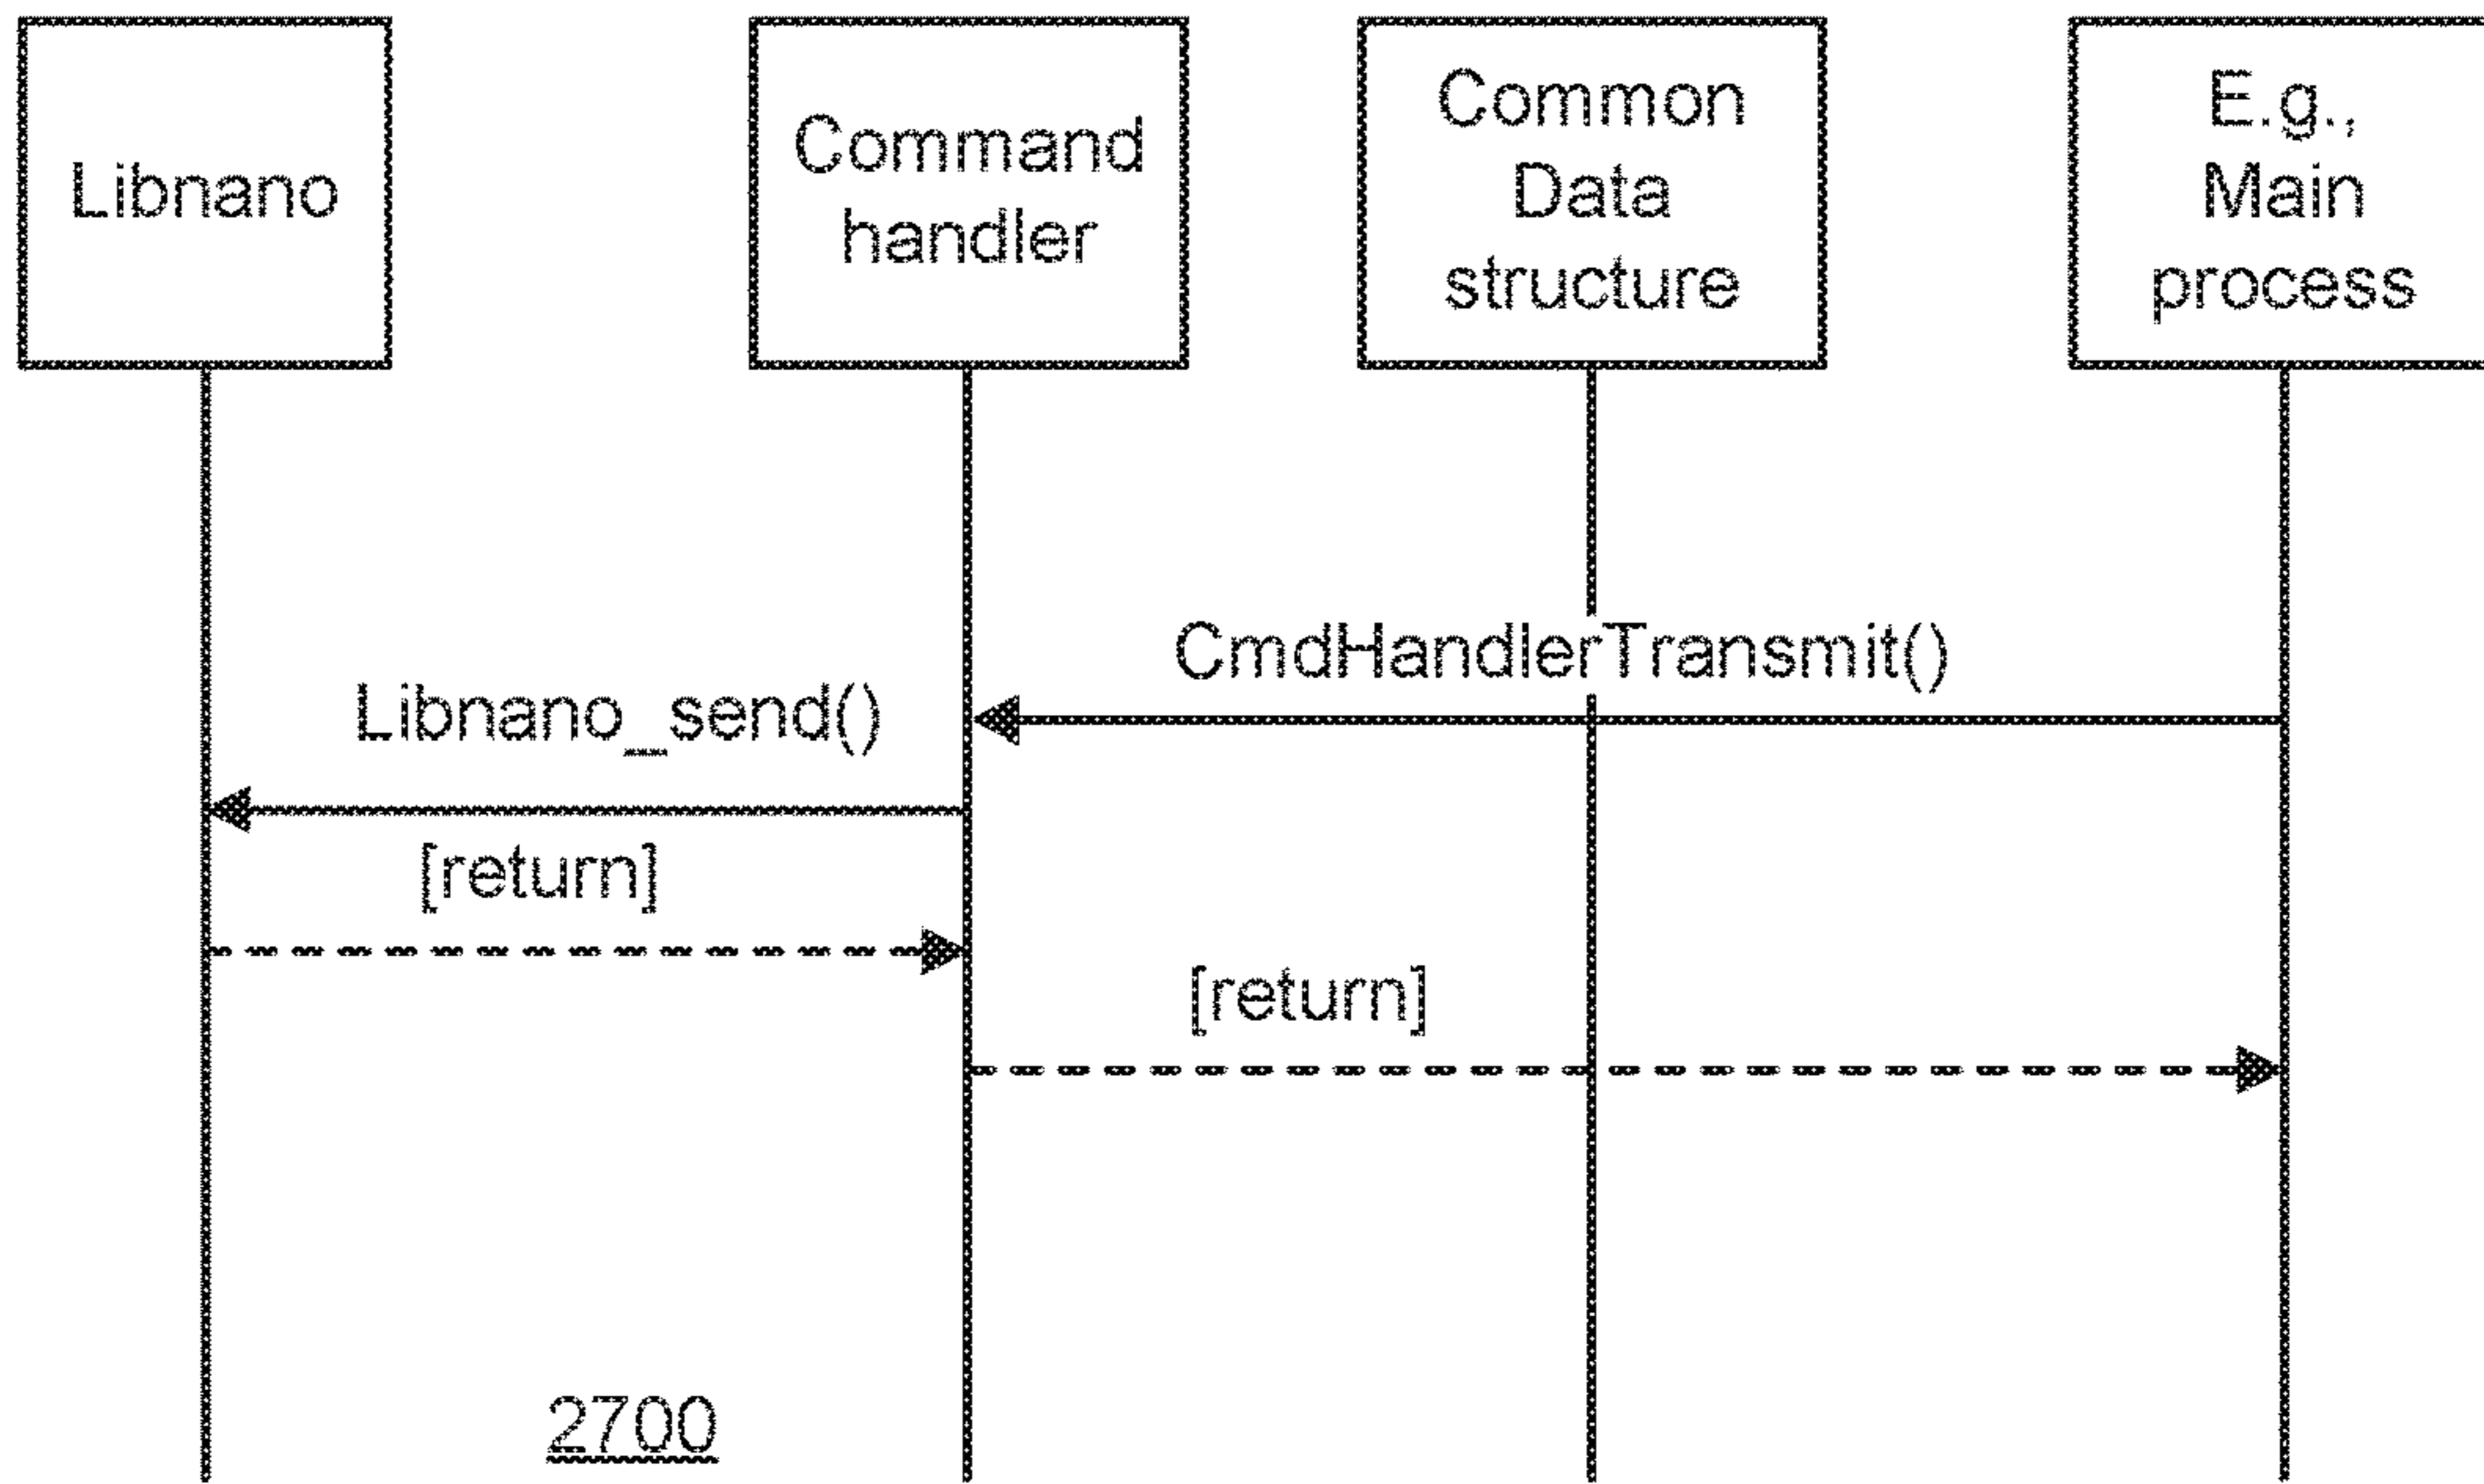 Libnano
Command
handler
Common
Data
structure
E.g.,
Main
process
CmdHandlerTransmit()
Libnano_send()
[return]
[return]
2700